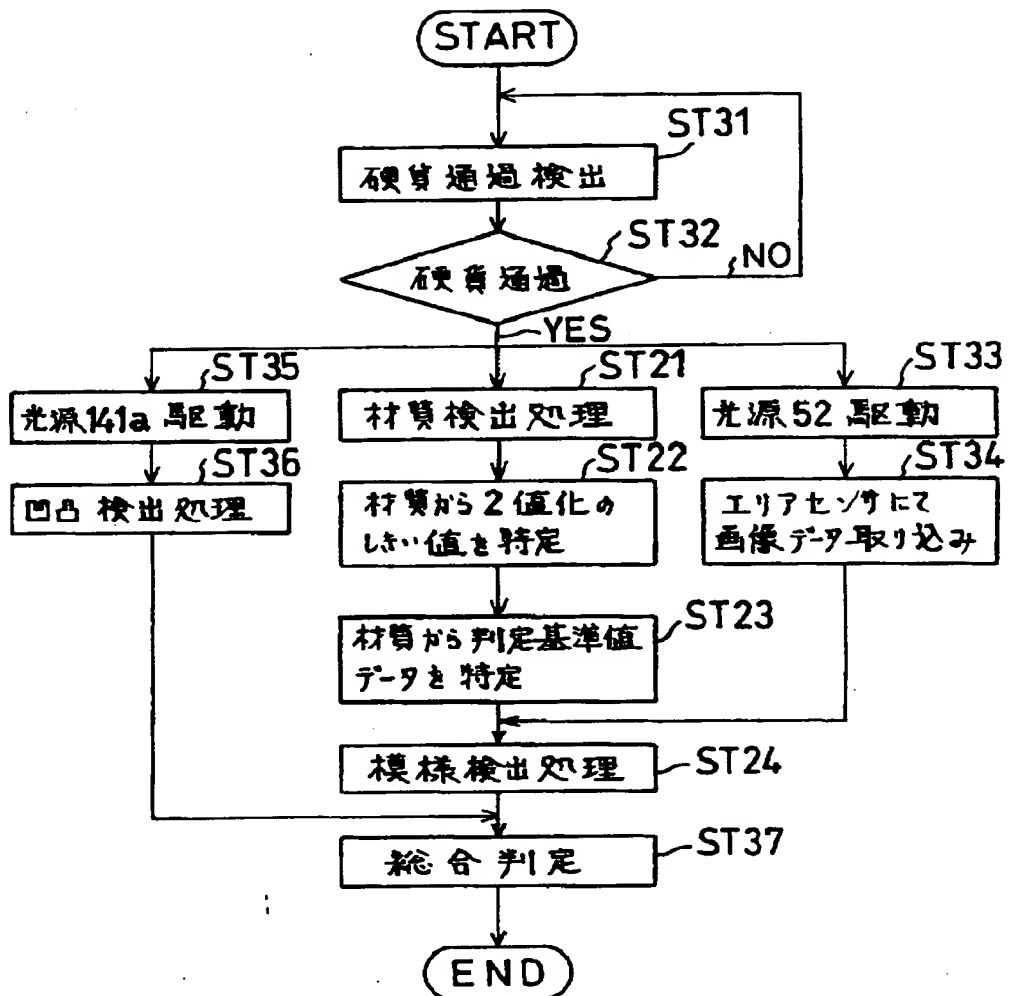 START
ST31
硬貨通過検出
ST32
硬貨通過
NO
YES
ST35
光源141a 駆動
ST36
凹凸 検出処理
ST21
材質検出処理
ST22
材質から2値化の
しきい値を特定
ST23
材質から判定基準値
データを特定
ST33
光源52 駆動
ST34
エリアセンサにて
画像データ取り込み
模様検出処理
ST24
総合判定
ST37
END